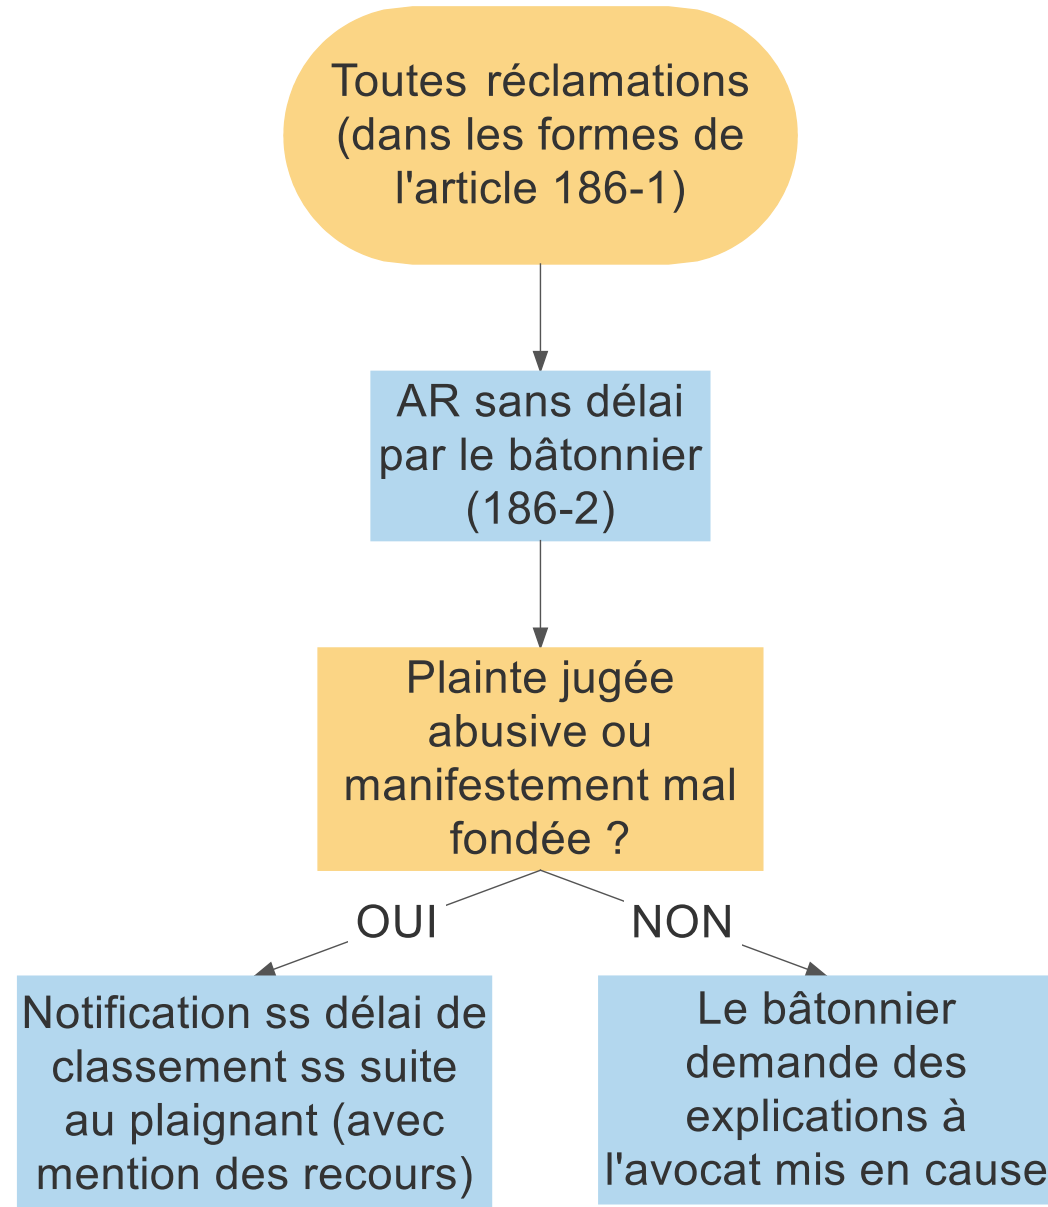 Toutes réclamations
(dans les formes de
l'article 186-1)
AR sans délai
par le bâtonnier
(186-2)
Plainte jugée
abusive ou
manifestement mal
fondée ?
OUI
NON
Notification ss délai de
classement ss suite
au plaignant (avec
mention des recours)
Le bâtonnier
demande des
explications à
l'avocat mis en cause